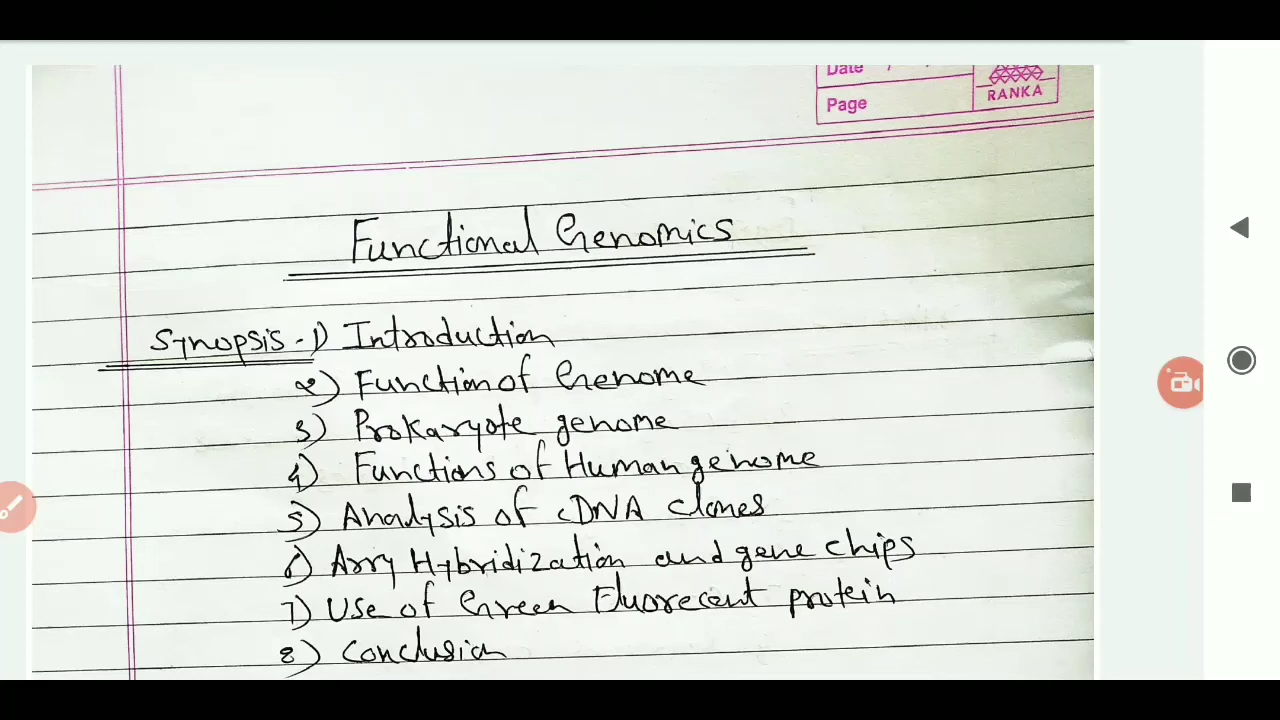 Date
Page
RANKA
Functional Genomics
Synopsis - 1) Introduction
2) Function of Genome
3) Prokaryote genome
4) Functions of Human genome
5) Analysis of cDNA clones
6) Arry Hybridization and gene chips
7) Use of Green Fluorecent protein
8) Conclusion